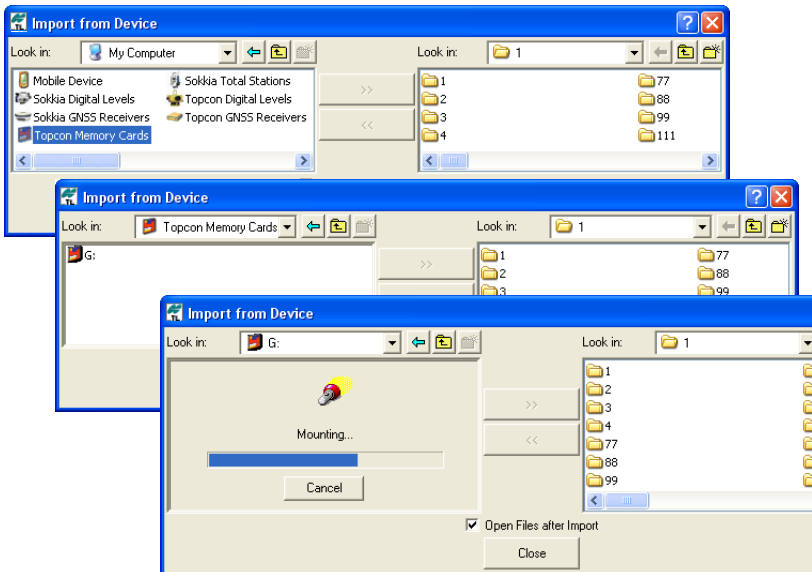 TL Import from Device
Look in: My Computer Look in: 1
Mobile Device Sokkia Total Stations
Sokkia Digital Levels Topcon Digital Levels
Sokkia GNSS Receivers Topcon GNSS Receivers
Topcon Memory Cards
>>
<<
1 77
2 88
3 99
4 111
TL Import from Device
Look in: Topcon Memory Cards Look in: 1
G:
>>
1 77
2 88
3 99
TL Import from Device
Look in: G: Look in: 1
Mounting...
Cancel
>>
<<
1
2
3
4
77
88
99
Open Files after Import
Close